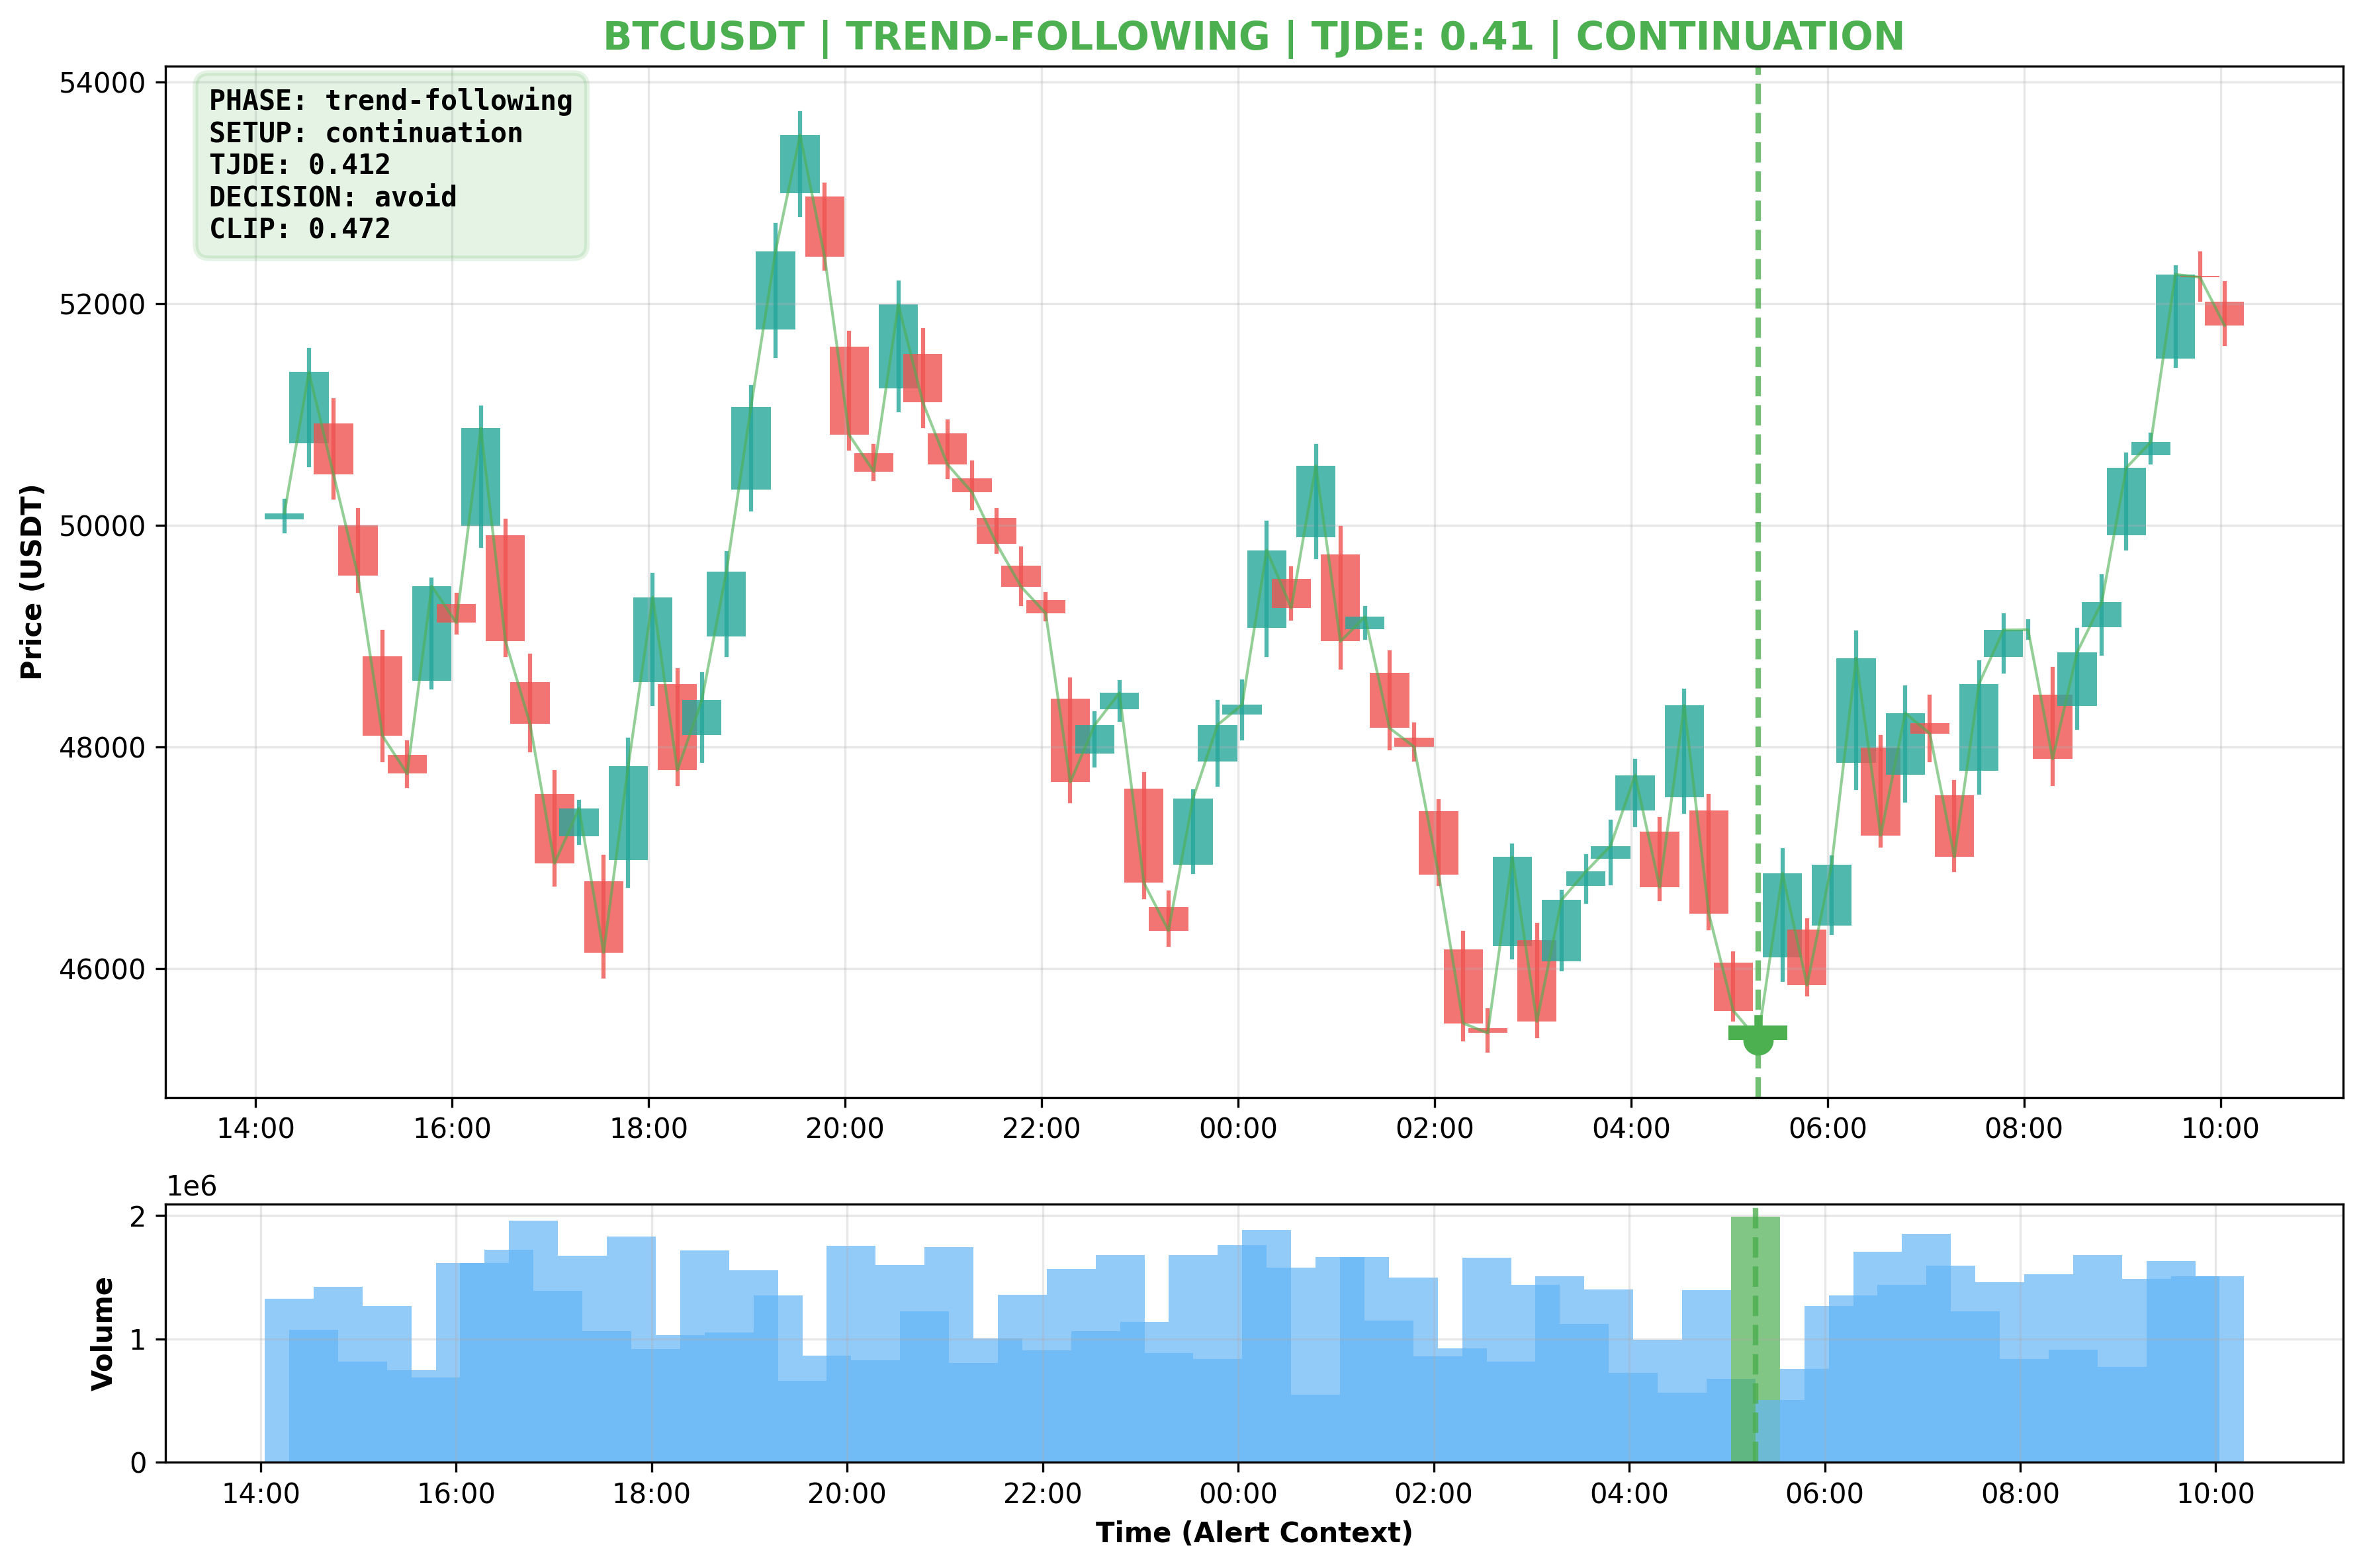 BTCUSDT | TREND-FOLLOWING | TJDE: 0.41 | CONTINUATION
PHASE: trend-following
SETUP: continuation
TJDE: 0.412
DECISION: avoid
CLIP: 0.472
Price (USDT)
54000
52000
50000
48000
46000
14:00 16:00 18:00 20:00 22:00 00:00 02:00 04:00 06:00 08:00 10:00
1e6
Volume
2
1
0
14:00 16:00 18:00 20:00 22:00 00:00 02:00 04:00 06:00 08:00 10:00
Time (Alert Context)